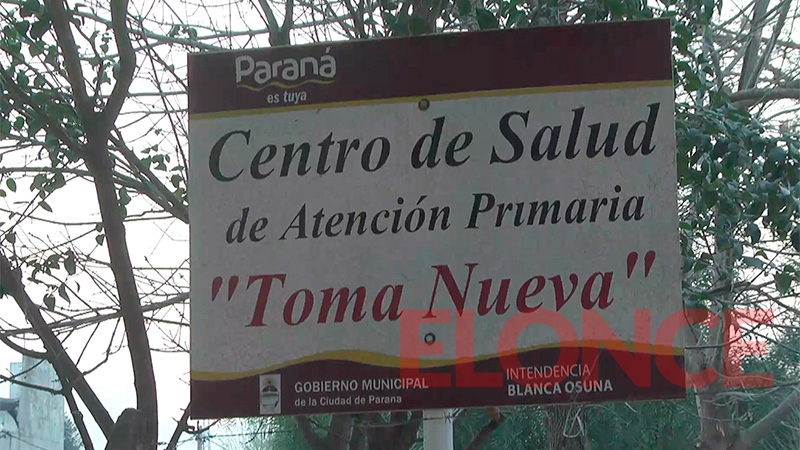 Paraná
es tuya
Centro de Salud
de Atención Primaria
"Toma Nueva"
ELONCE
GOBIERNO MUNICIPAL
de la Ciudad de Parana
INTENDENCIA
BLANCA OSUNA